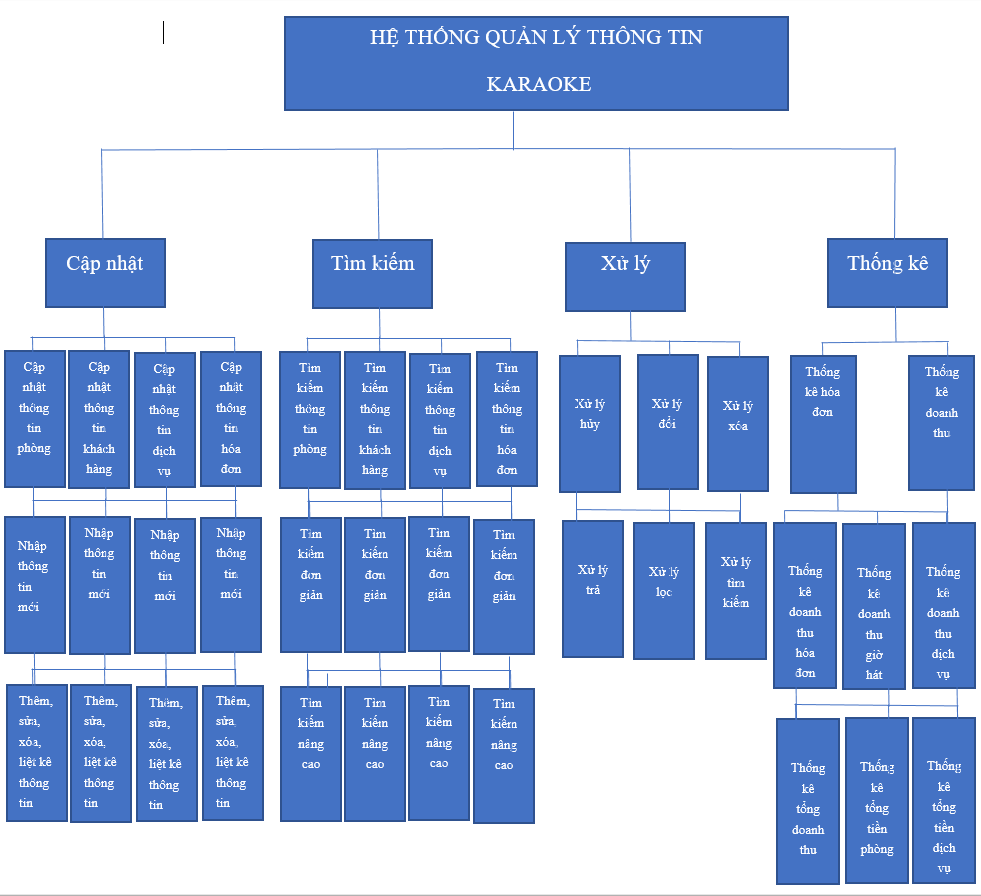 HỆ THỐNG QUẢN LÝ THÔNG TIN
KARAOKE
Cập nhật
Tìm kiếm
Xử lý
Thống kê
Cập
nhật
thông
tin
phòng
Cập
nhật
thông
tin
khách
hàng
Cập
nhật
thông
tin
dịch
vụ
Cập
nhật
thông
tin
hóa
đơn
Tìm
kiếm
thông
tin
phòng
Tìm
kiếm
thông
tin
khách
hàng
Tìm
kiếm
thông
tin
dịch
vụ
Tìm
kiếm
thông
tin
hóa
đơn
Xử lý
hủy
Xử lý
đổi
Xử lý
xóa
Thống
kê hóa
đơn
Thống
kê
doanh
thu
Nhập
thông
tin
mới
Nhập
thông
tin
mới
Nhập
thông
tin
mới
Nhập
thông
tin
mới
Tìm
kiếm
đơn
giản
Tìm
kiếm
đơn
giản
Tìm
kiếm
đơn
giản
Tìm
kiếm
đơn
giản
Xử lý
trả
Xử lý
lọc
Xử lý
tìm
kiếm
Thống
kê
doanh
thu
hóa
đơn
Thống
kê
doanh
thu
giờ
hát
Thống
kê
doanh
thu
dịch
vụ
Thêm,
sửa,
xóa,
liệt kê
thông
tin
Thêm,
sửa,
xóa,
liệt kê
thông
tin
Thêm,
sửa,
xóa,
liệt kê
thông
tin
Thêm,
sửa,
xóa,
liệt kê
thông
tin
Tìm
kiếm
nâng
cao
Tìm
kiếm
nâng
cao
Tìm
kiếm
nâng
cao
Tìm
kiếm
nâng
cao
Thống
kê
tổng
doanh
thu
Thống
kê
tổng
tiền
phòng
Thống
kê
tổng
tiền
dịch
vụ